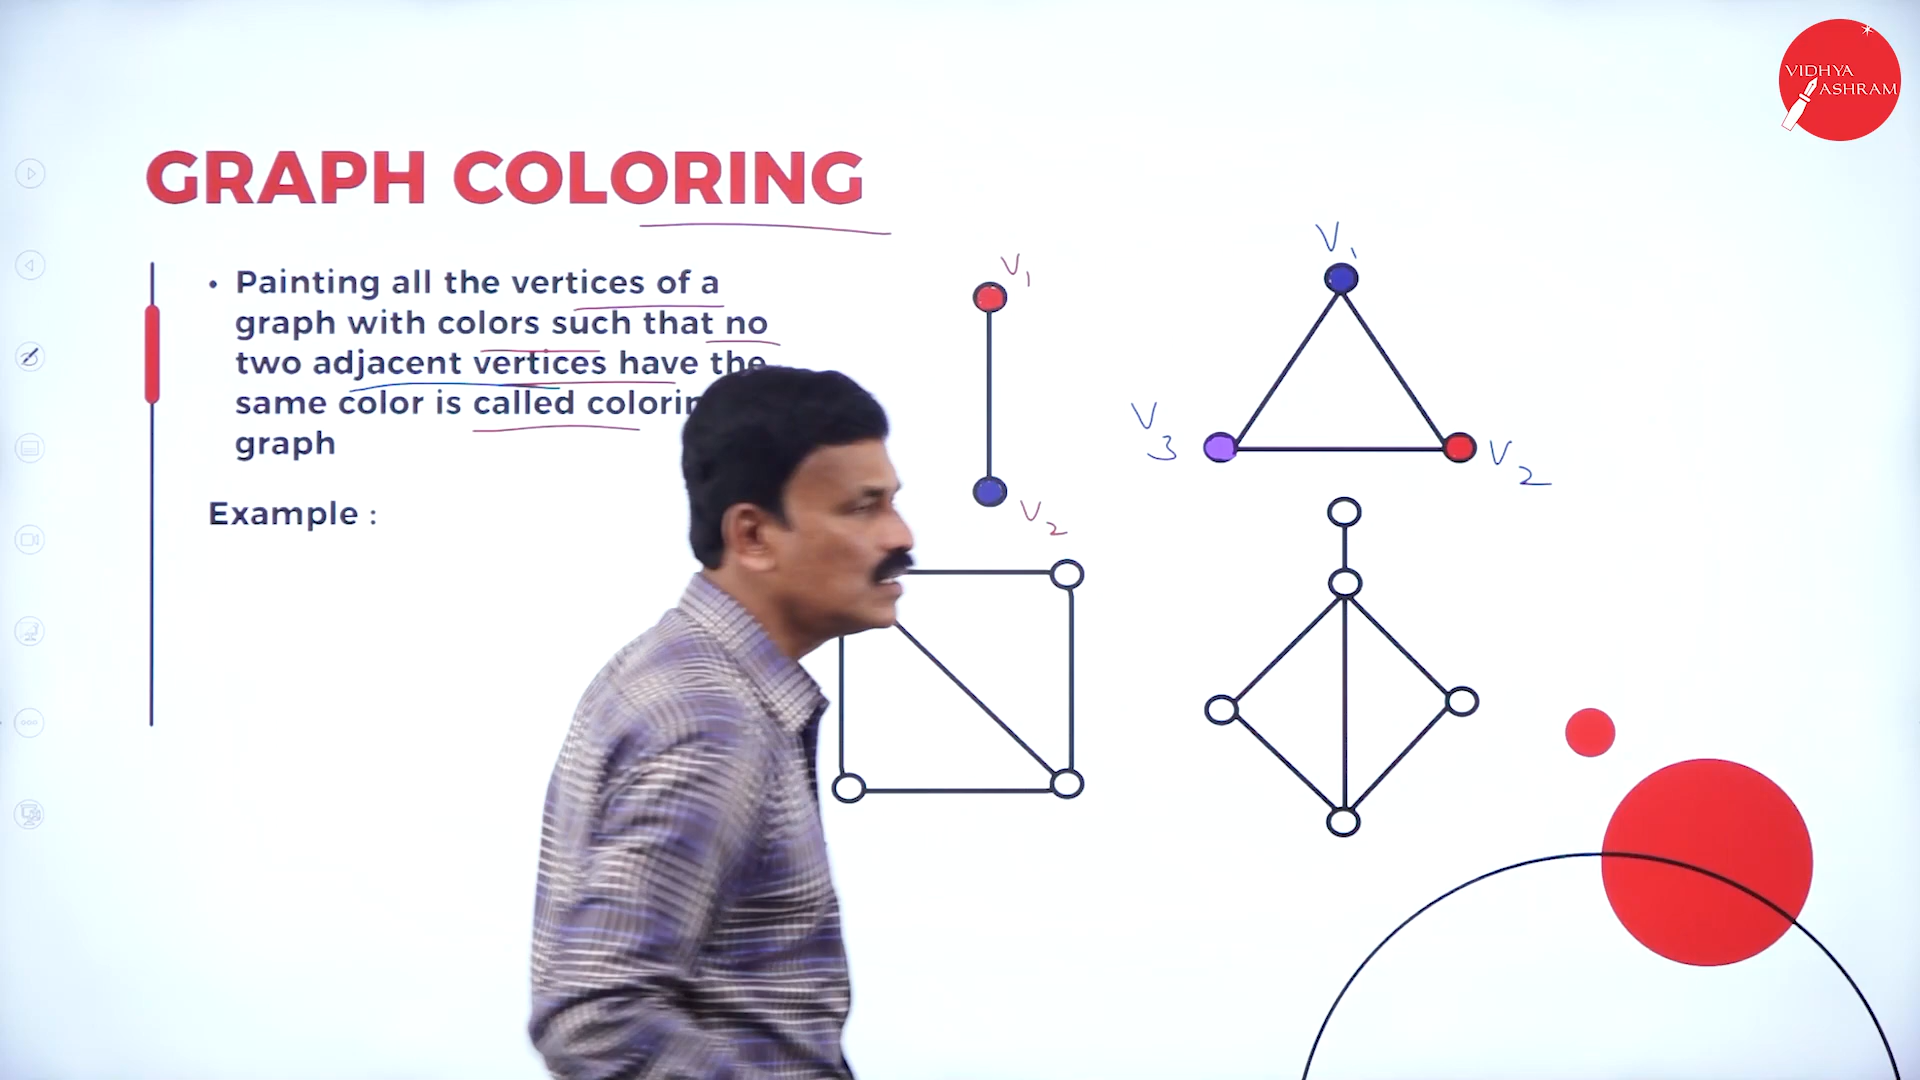 VIDHYA
ASHRAM
GRAPH COLORING
• Painting all the vertices of a
graph with colors such that no
two adjacent vertices have the
same color is called
graph
Example :
V1
V2
V1
V3
V2